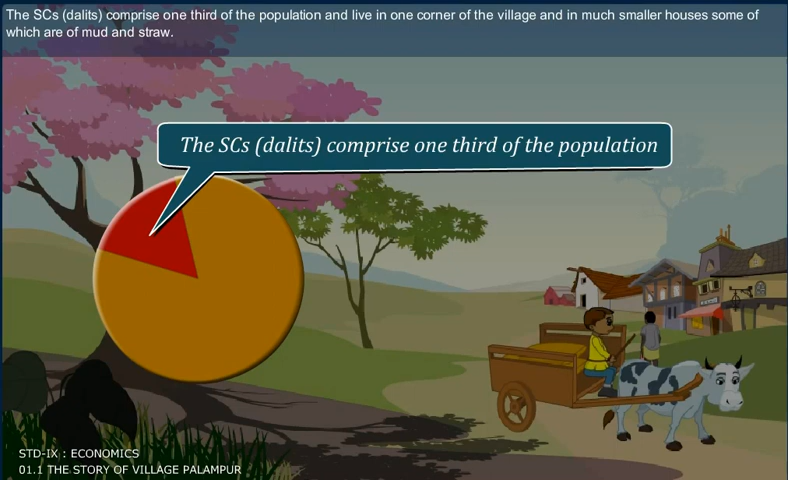 The SCs (dalits) comprise one third of the population and live in one corner of the village and in much smaller houses some of
which are of mud and straw.
The SCs (dalits) comprise one third of the population
STD-IX : ECONOMICS
01.1 THE STORY OF VILLAGE PALAMPUR